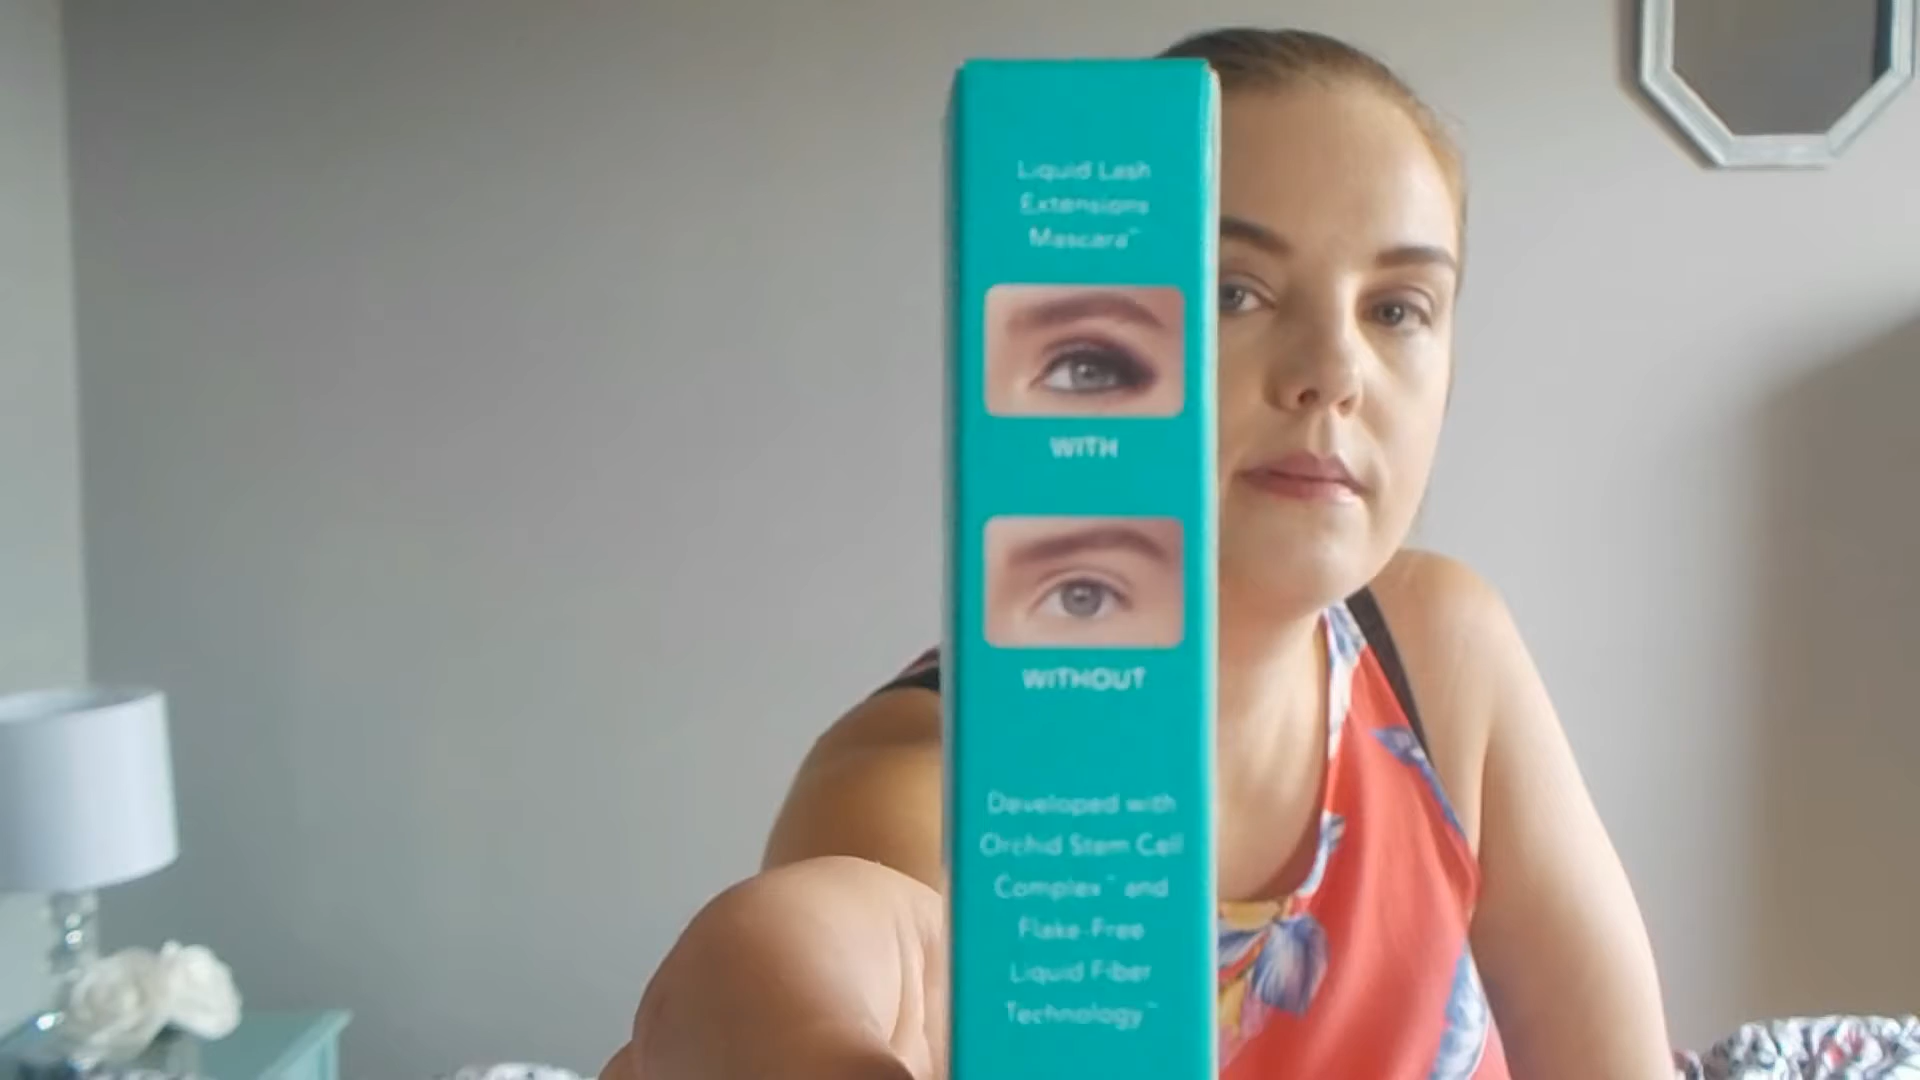 Liquid Lash
Extensions
Mascara™
WITH
WITHOUT
Developed with
Orchid Stem Cell
Complex™ and
Flake-Free
Liquid Fiber
Technology™